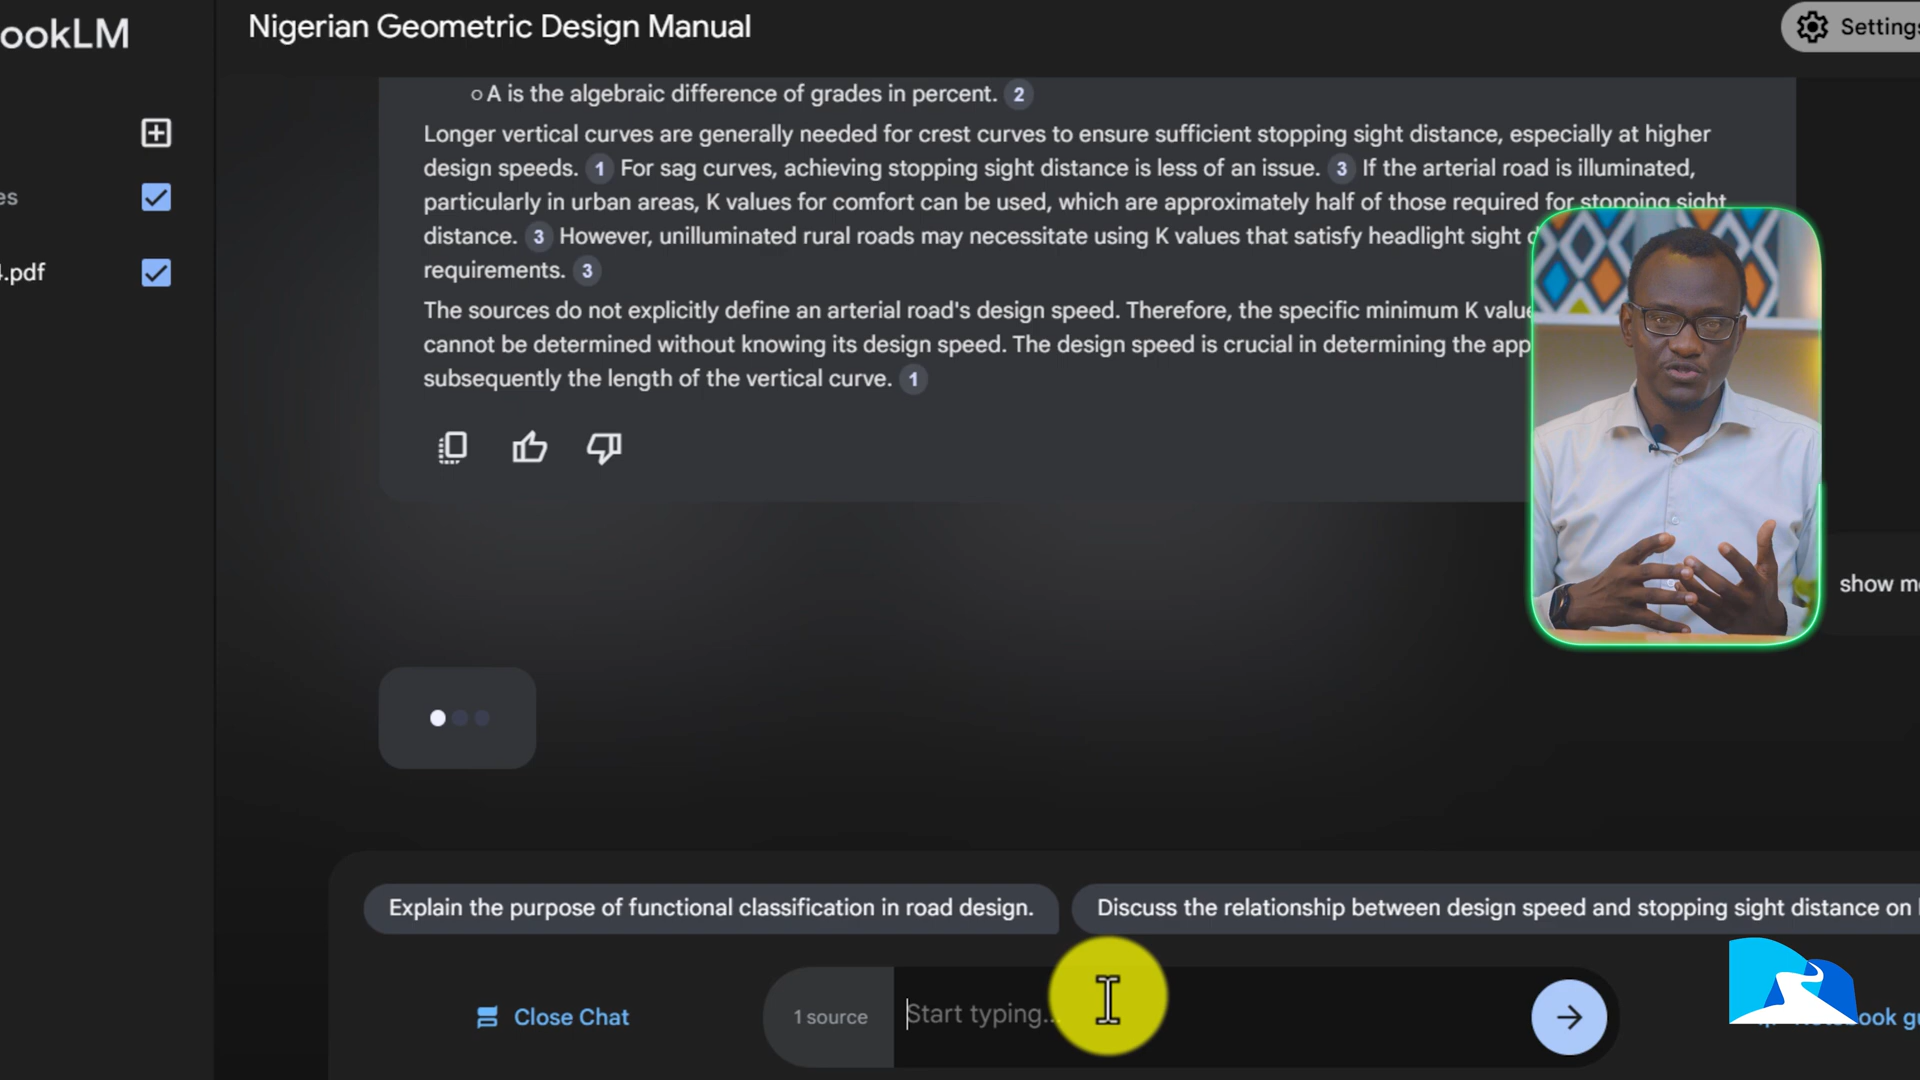 ookLM
Nigerian Geometric Design Manual
Settings
A is the algebraic difference of grades in percent. 2
Longer vertical curves are generally needed for crest curves to ensure sufficient stopping sight distance, especially at higher
design speeds. 1 For sag curves, achieving stopping sight distance is less of an issue. 3 If the arterial road is illuminated,
particularly in urban areas, K values for comfort can be used, which are approximately half of those required for stopping sight
es
distance. 3 However, unilluminated rural roads may necessitate using K values that satisfy headlight sight d
requirements. 3
.pdf
The sources do not explicitly define an arterial road's design speed. Therefore, the specific minimum K value
cannot be determined without knowing its design speed. The design speed is crucial in determining the app
subsequently the length of the vertical curve. 1
show me
Explain the purpose of functional classification in road design.
Discuss the relationship between design speed and stopping sight distance on
Close Chat
1 source
Start typing...
ook gu